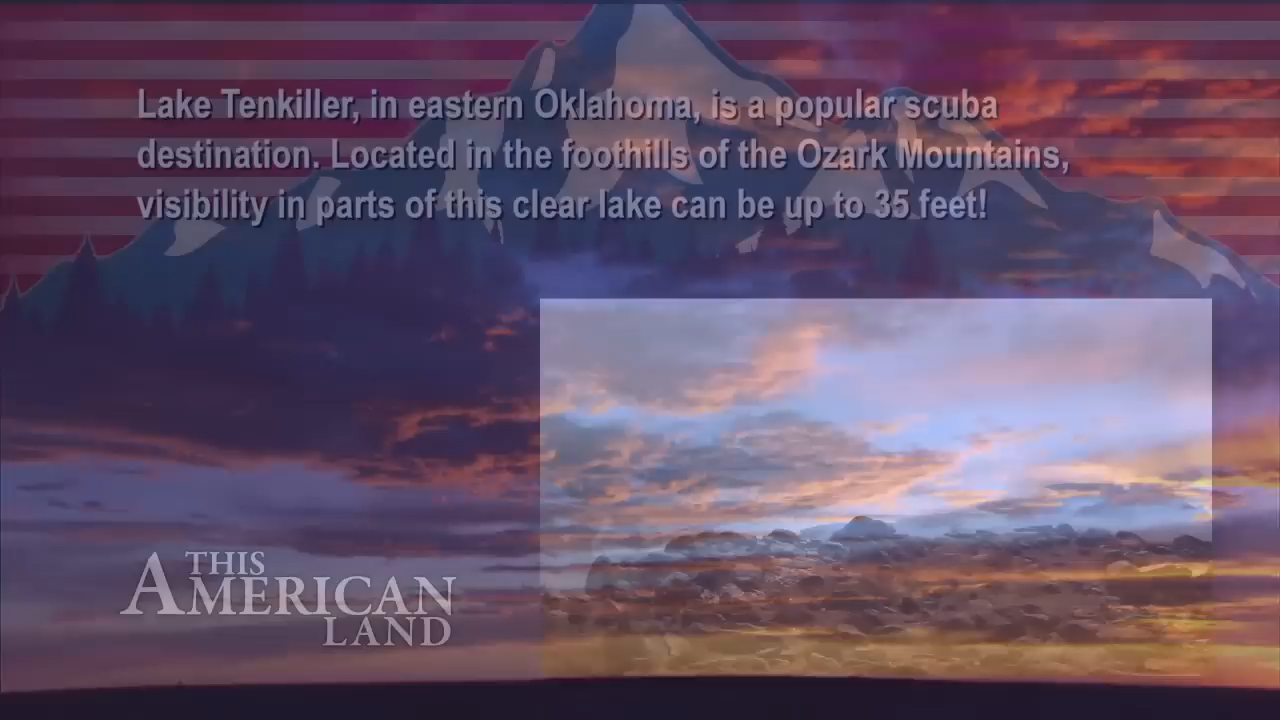 Lake Tenkiller, in eastern Oklahoma, is a popular scuba
destination. Located in the foothills of the Ozark Mountains,
visibility in parts of this clear lake can be up to 35 feet!
THIS
AMERICAN
LAND